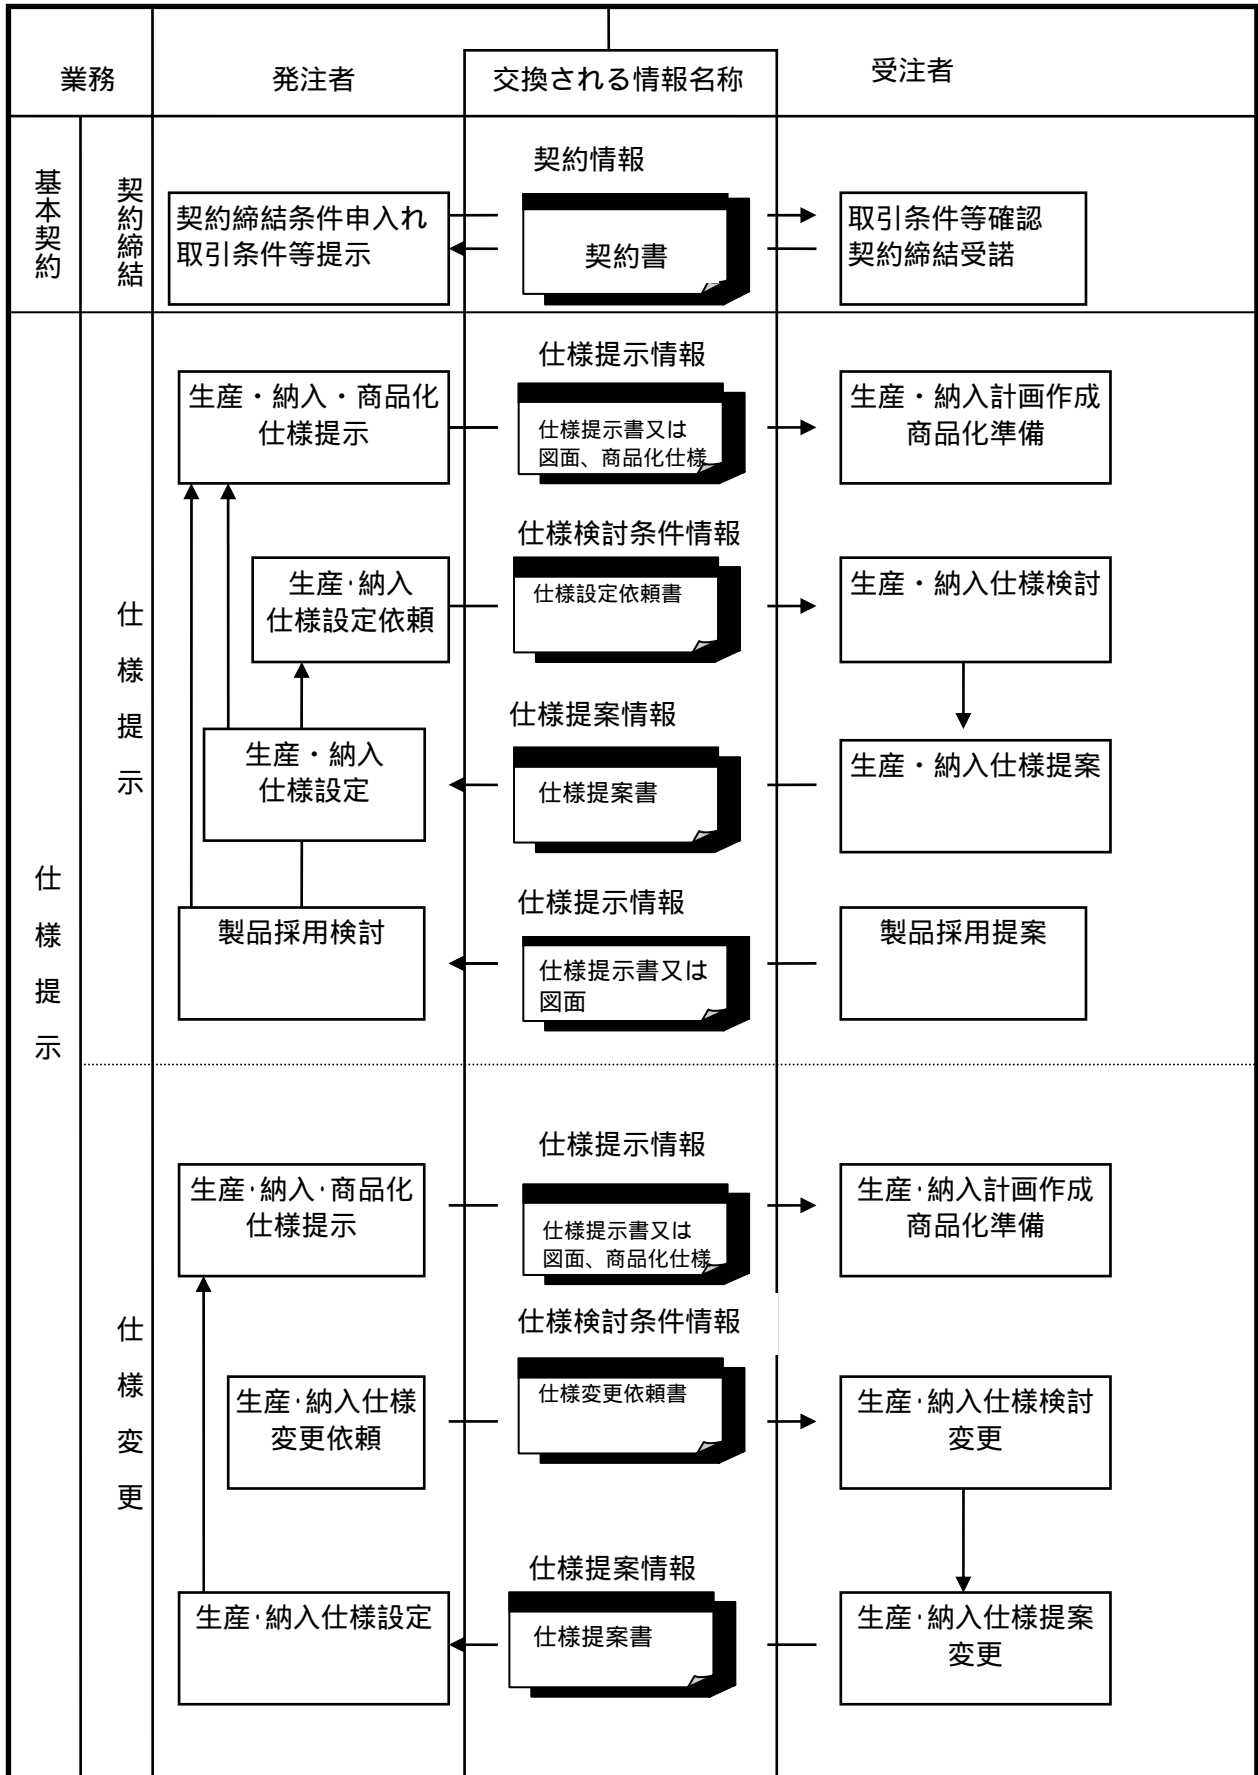 業務
発注者
交換される情報名称
受注者
基本契約
契約締結
契約情報
契約締結条件申入れ
取引条件等提示
契約書
取引条件等確認
契約締結受諾
仕様提示
仕様提示
仕様提示情報
生産・納入・商品化
仕様提示
仕様提示書又は
図面、商品化仕様
生産・納入計画作成
商品化準備
仕様検討条件情報
生産･納入
仕様設定依頼
仕様設定依頼書
生産・納入仕様検討
仕様提案情報
生産・納入
仕様設定
仕様提案書
生産・納入仕様提案
仕様提示情報
製品採用検討
仕様提示書又は
図面
製品採用提案
仕様変更
仕様提示情報
生産･納入･商品化
仕様提示
仕様提示書又は
図面、商品化仕様
生産･納入計画作成
商品化準備
仕様検討条件情報
生産･納入仕様
変更依頼
仕様変更依頼書
生産･納入仕様検討
変更
仕様提案情報
生産･納入仕様設定
仕様提案書
生産･納入仕様提案
変更